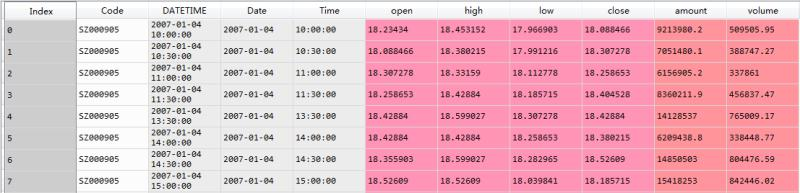 Index Code DATETIME Date Time open high low close amount volume
0 SZ000905 2007-01-04 10:00:00 2007-01-04 10:00:00 18.23434 18.453152 17.966903 18.088466 9213980.2 509505.95
1 SZ000905 2007-01-04 10:30:00 2007-01-04 10:30:00 18.088466 18.380215 17.991216 18.307278 7051480.1 388747.27
2 SZ000905 2007-01-04 11:00:00 2007-01-04 11:00:00 18.307278 18.33159 18.112778 18.258653 6156905.2 337861
3 SZ000905 2007-01-04 11:30:00 2007-01-04 11:30:00 18.258653 18.42884 18.185715 18.404528 8360211.9 456837.47
4 SZ000905 2007-01-04 13:30:00 2007-01-04 13:30:00 18.42884 18.599027 18.307278 18.42884 14128537 765009.17
5 SZ000905 2007-01-04 14:00:00 2007-01-04 14:00:00 18.42884 18.42884 18.258653 18.380215 6209438.8 338448.77
6 SZ000905 2007-01-04 14:30:00 2007-01-04 14:30:00 18.355903 18.599027 18.282965 18.52609 14850503 804476.59
7 SZ000905 2007-01-04 15:00:00 2007-01-04 15:00:00 18.52609 18.52609 18.039841 18.185715 15418253 842446.02